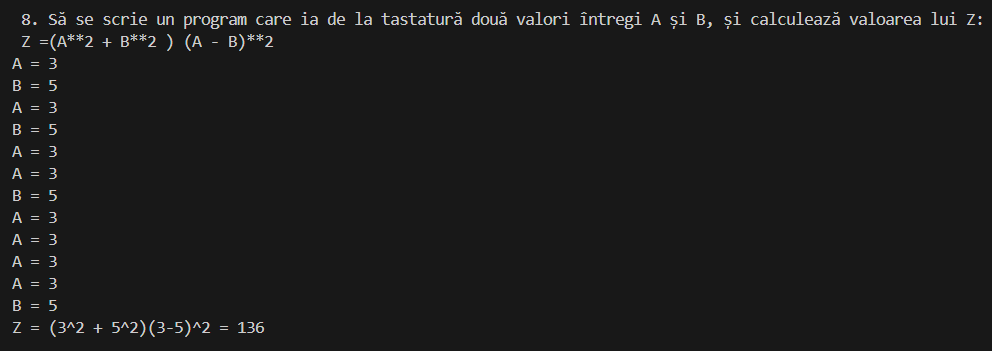 8. Să se scrie un program care ia de la tastatură două valori întregi A și B, și calculează valoarea lui Z:
Z =(A**2 + B**2 ) (A - B)**2
A = 3
B = 5
A = 3
B = 5
A = 3
A = 3
B = 5
A = 3
A = 3
A = 3
A = 3
B = 5
Z = (3^2 + 5^2)(3-5)^2 = 136